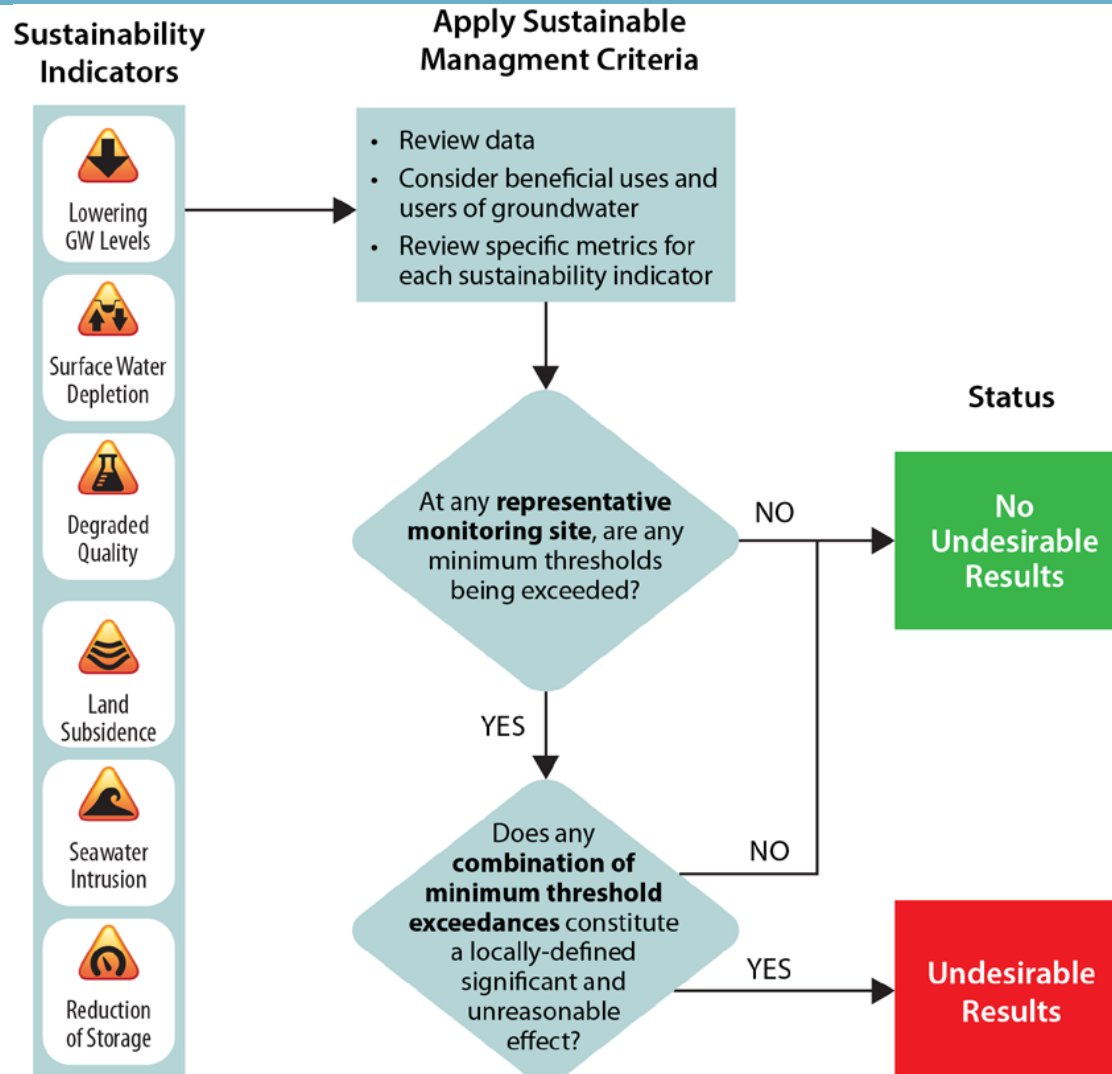 Sustainability
Indicators
Apply Sustainable
Managment Criteria
Lowering
GW Levels
Surface Water
Depletion
Degraded
Quality
Land
Subsidence
Seawater
Intrusion
Reduction
of Storage
• Review data
• Consider beneficial uses and
users of groundwater
• Review specific metrics for
each sustainability indicator
At any representative
monitoring site, are any
minimum thresholds
being exceeded?
NO
YES
Does any
combination of
minimum threshold
exceedances constitute
a locally-defined
significant and
unreasonable
effect?
NO
YES
Status
No
Undesirable
Results
Undesirable
Results